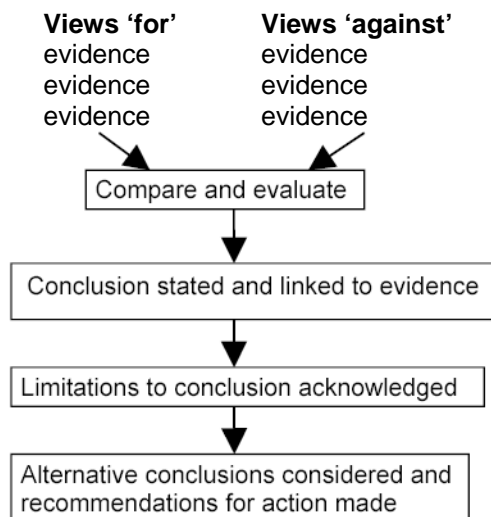 Views ‘for’
evidence
evidence
evidence
Views ‘against’
evidence
evidence
evidence
Compare and evaluate
Conclusion stated and linked to evidence
Limitations to conclusion acknowledged
Alternative conclusions considered and
recommendations for action made